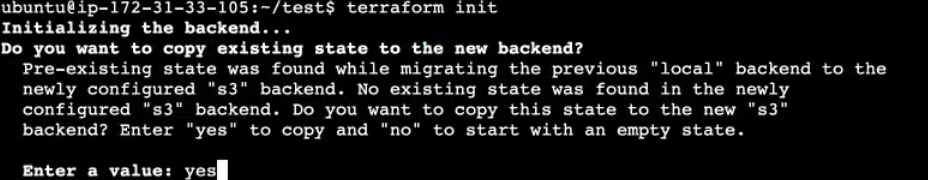 ubuntu@ip-172-31-33-105:~/test$ terraform init
Initializing the backend...
Do you want to copy existing state to the new backend?
Pre-existing state was found while migrating the previous "local" backend to the
newly configured "s3" backend. No existing state was found in the newly
configured "s3" backend. Do you want to copy this state to the new "s3"
backend? Enter "yes" to copy and "no" to start with an empty state.
Enter a value: yes